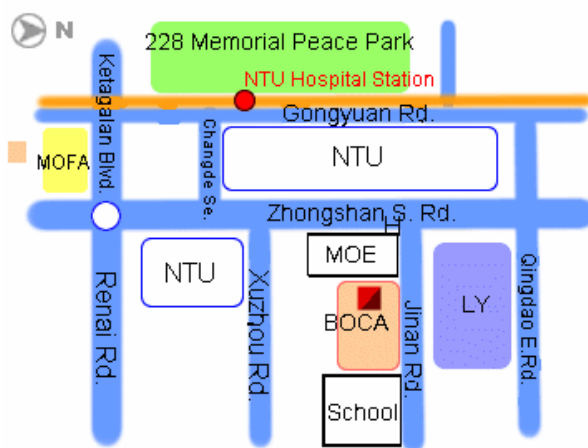 N
228 Memorial Peace Park
NTU Hospital Station
Ketagalan Blvd.
Gongyuan Rd.
Changde Se.
MOFA
NTU
Zhongshan S. Rd.
H
MOE
NTU
Renai Rd.
Xuzhou Rd.
BOCA
Jinan Rd.
LY
Qingdao E.Rd.
School